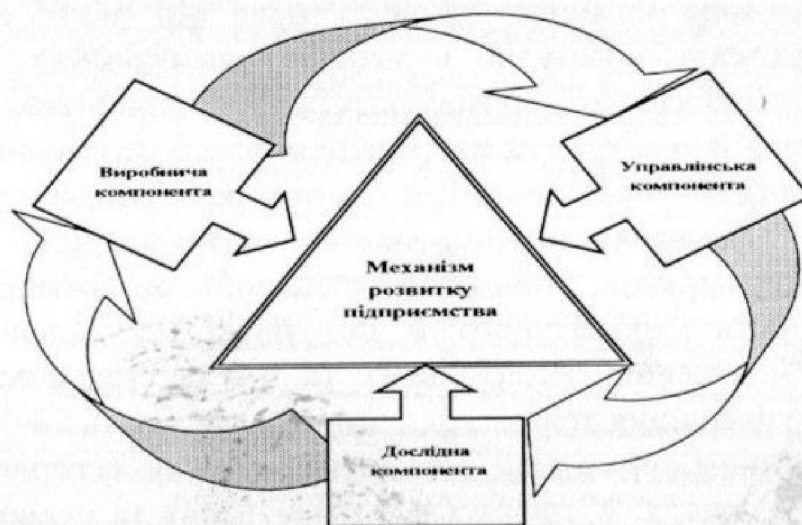 Виробнича
компонента
Управлінська
компонента
Механізм
розвитку
підприємства
Дослідна
компонента